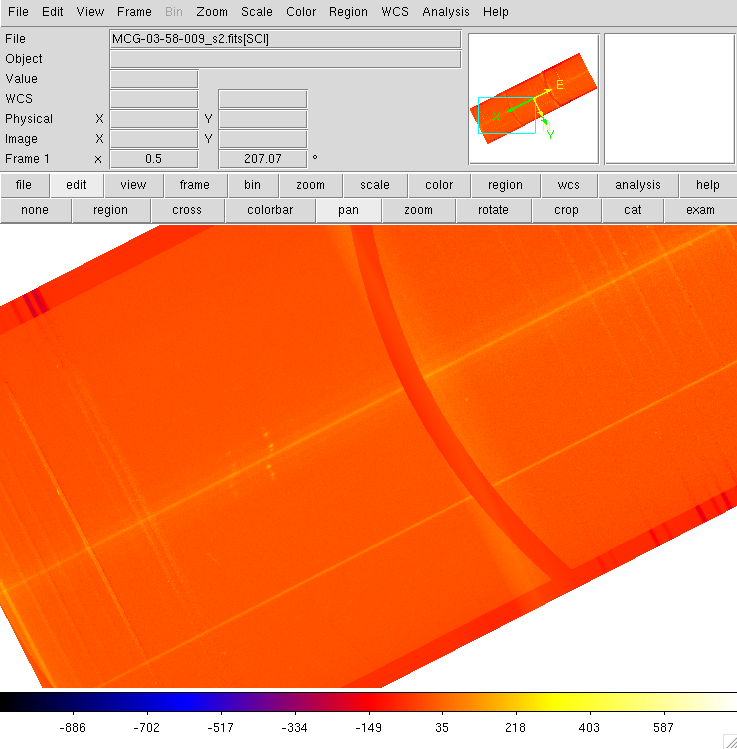 File Edit View Frame Bin Zoom Scale Color Region WCS Analysis Help
File MCG-03-58-009_s2.fits[SCI]
Object
Value
WCS
Physical X Y
Image X Y
Frame 1 x 0.5 207.07 °
E
X
Y
file edit view frame bin zoom scale color region wcs analysis help
none region cross colorbar pan zoom rotate crop cat exam
-886 -702 -517 -334 -149 35 218 403 587